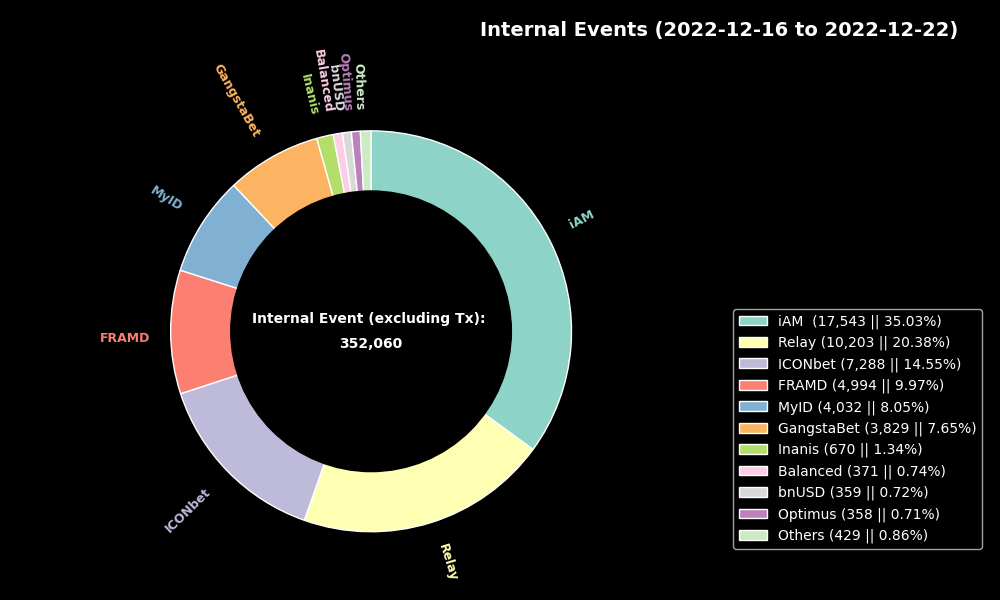 Internal Events (2022-12-16 to 2022-12-22)
Others
Optimus
bnUSD
Balanced
Inanis
GangstaBet
MyID
FRAMD
ICONbet
Relay
iAM
Internal Event (excluding Tx):
352,060
iAM  (17,543 || 35.03%)
Relay (10,203 || 20.38%)
ICONbet (7,288 || 14.55%)
FRAMD (4,994 || 9.97%)
MyID (4,032 || 8.05%)
GangstaBet (3,829 || 7.65%)
Inanis (670 || 1.34%)
Balanced (371 || 0.74%)
bnUSD (359 || 0.72%)
Optimus (358 || 0.71%)
Others (429 || 0.86%)